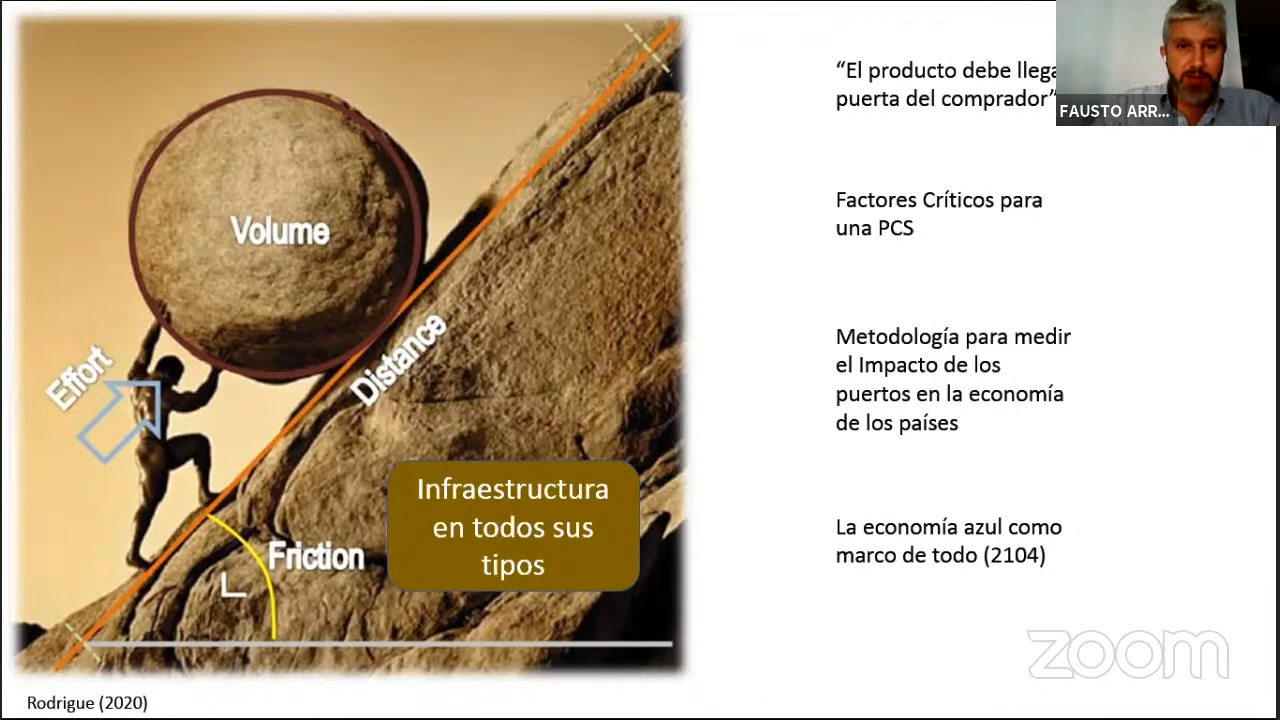 Volume
Effort
Distance
Friction
L
Infraestructura
en todos sus
tipos
Rodrigue (2020)
“El producto debe llega
puerta del comprador”
FAUSTO ARR...
Factores Críticos para
una PCS
Metodología para medir
el Impacto de los
puertos en la economía
de los países
La economía azul como
marco de todo (2104)
zoom